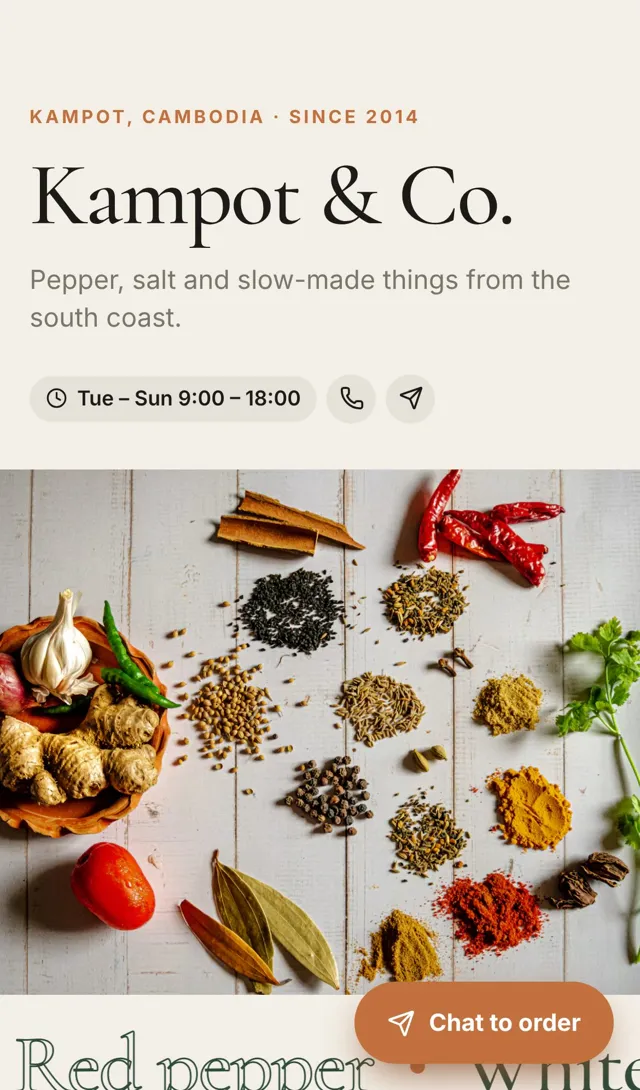 KAMPOT, CAMBODIA · SINCE 2014
Kampot & Co.
Pepper, salt and slow-made things from the
south coast.
Tue – Sun 9:00 – 18:00
Chat to order
Red pepper • White